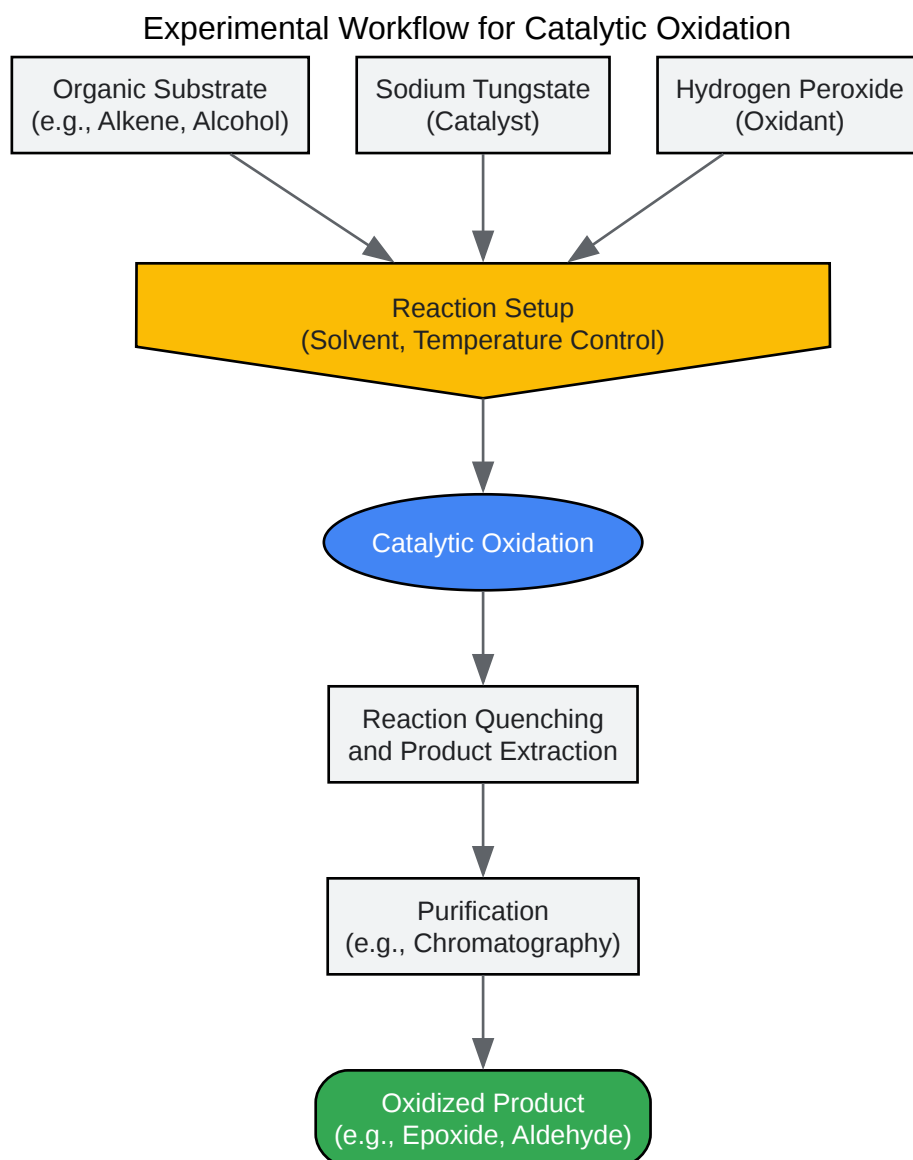 Experimental Workflow for Catalytic Oxidation
Organic Substrate
(e.g., Alkene, Alcohol)
Sodium Tungstate
(Catalyst)
Hydrogen Peroxide
(Oxidant)
Reaction Setup
(Solvent, Temperature Control)
Catalytic Oxidation
Reaction Quenching
and Product Extraction
Purification
(e.g., Chromatography)
Oxidized Product
(e.g., Epoxide, Aldehyde)